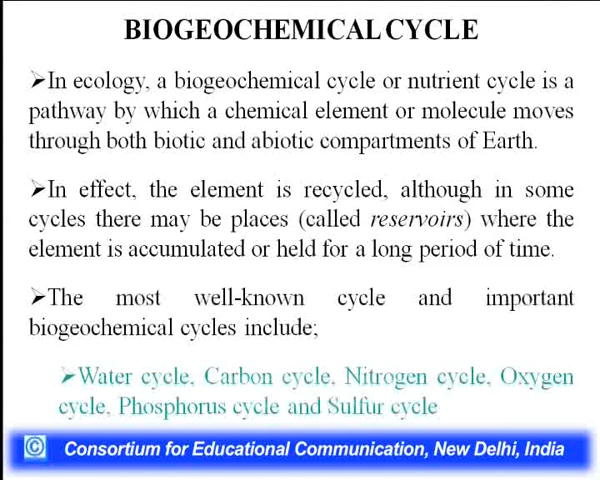 BIOGEOCHEMICAL CYCLE
➢In ecology, a biogeochemical cycle or nutrient cycle is a
pathway by which a chemical element or molecule moves
through both biotic and abiotic compartments of Earth.
➢In effect, the element is recycled, although in some
cycles there may be places (called reservoirs) where the
element is accumulated or held for a long period of time.
➢The most well-known cycle and important
biogeochemical cycles include;
➢Water cycle, Carbon cycle, Nitrogen cycle, Oxygen
cycle, Phosphorus cycle and Sulfur cycle
© Consortium for Educational Communication, New Delhi, India